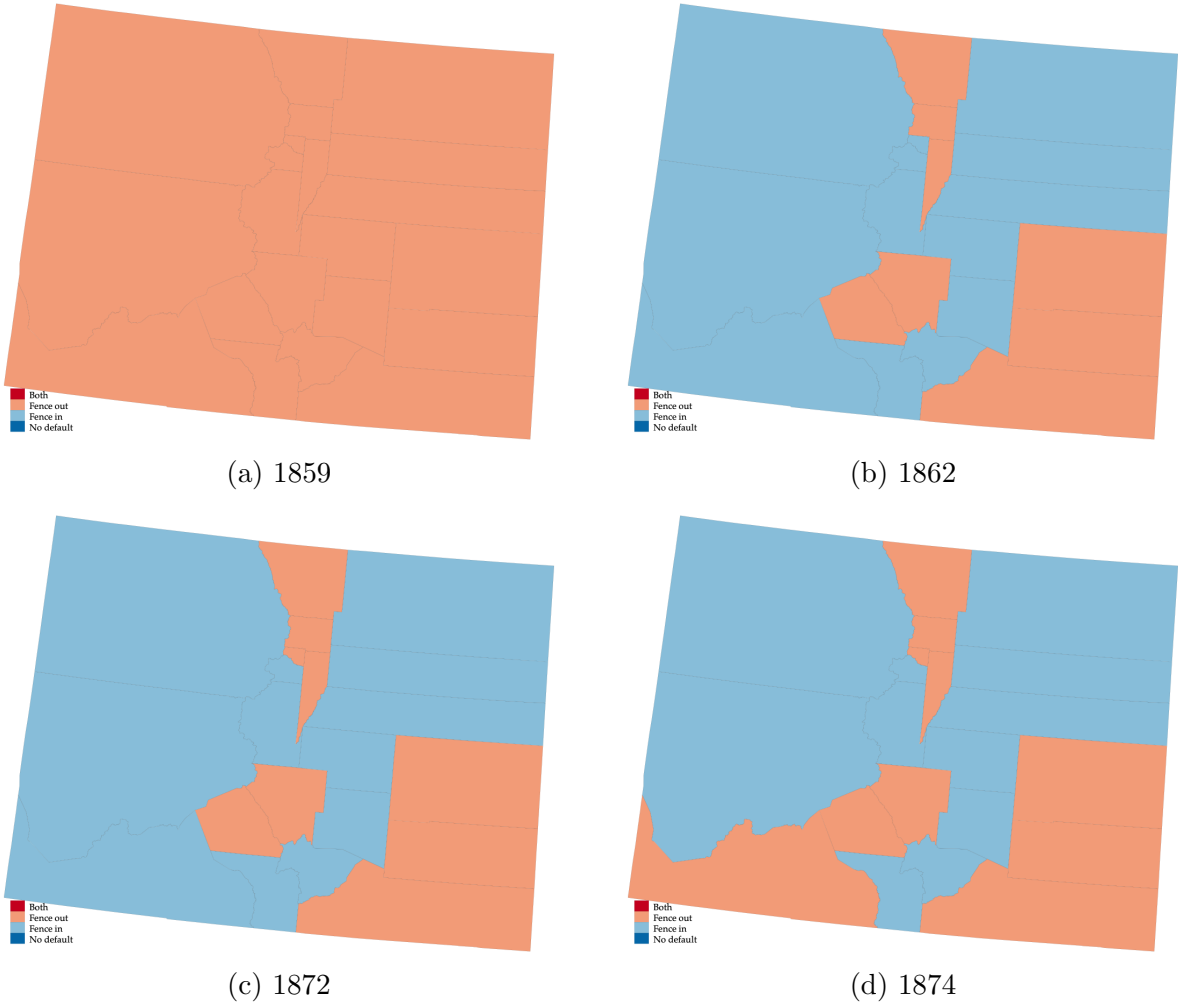 Both
Fence out
Fence in
No default
(a) 1859
Both
Fence out
Fence in
No default
(b) 1862
Both
Fence out
Fence in
No default
(c) 1872
Both
Fence out
Fence in
No default
(d) 1874